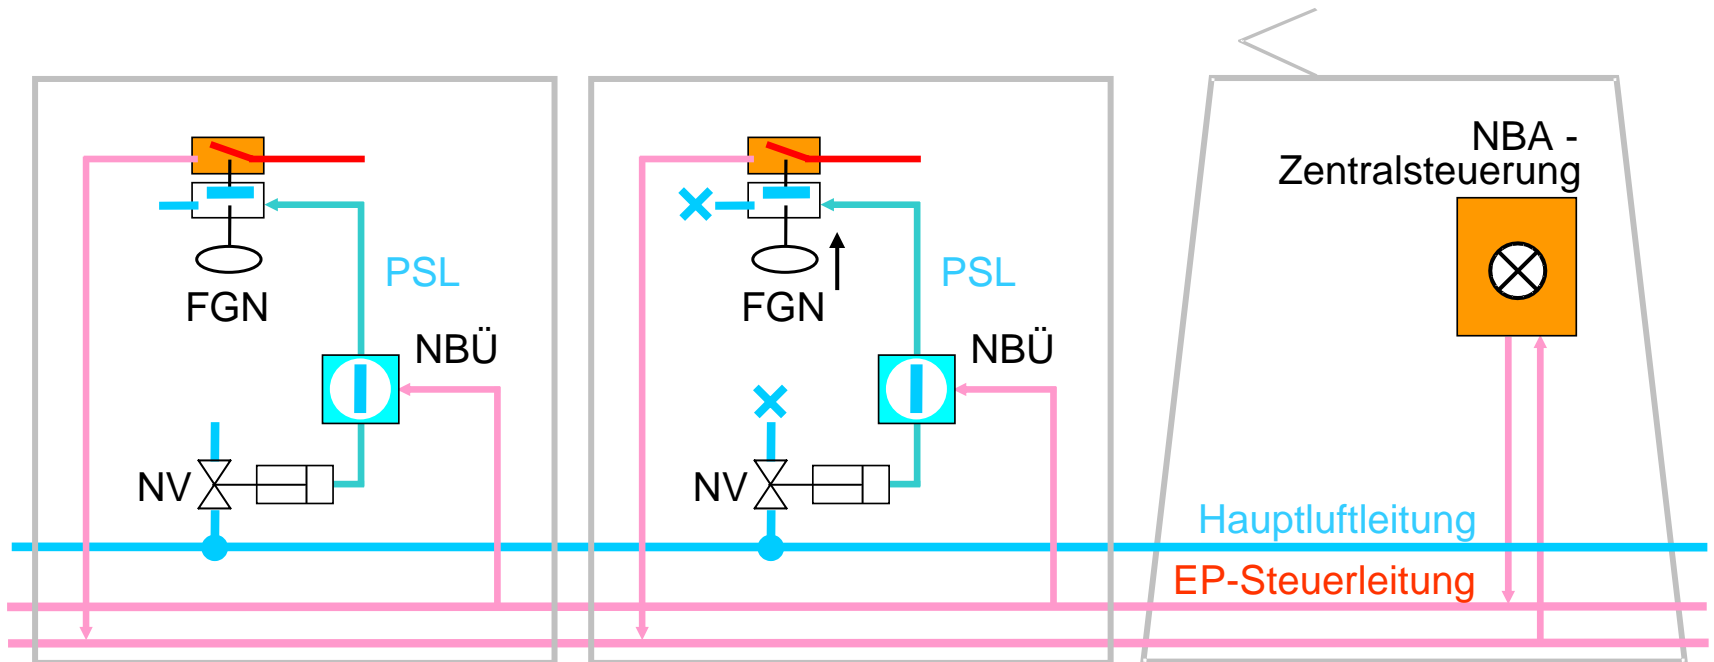 NBA -
Zentralsteuerung
PSL
PSL
FGN
FGN
NBÜ
NBÜ
NV
NV
Hauptluftleitung
EP-Steuerleitung